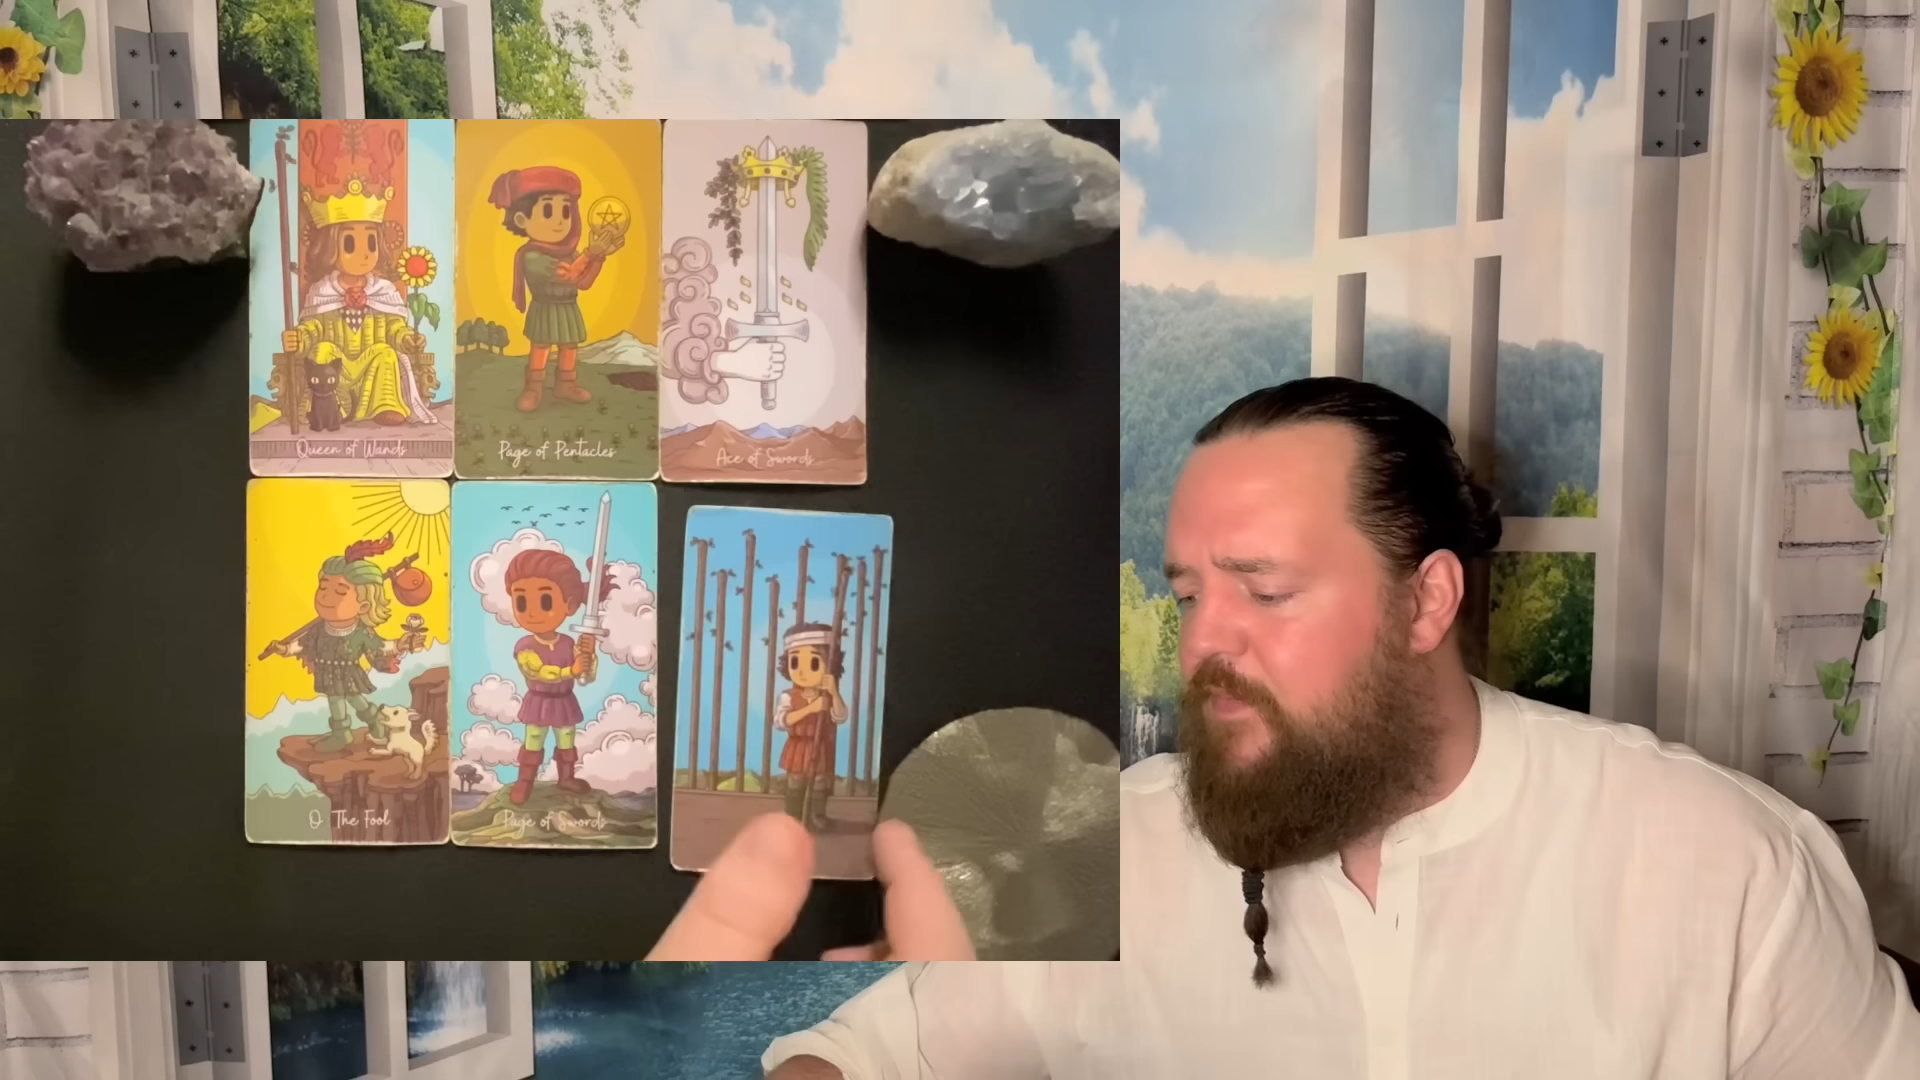 Queen of Wands
Page of Pentacles
Ace of Swords
0 The Fool
Page of Swords